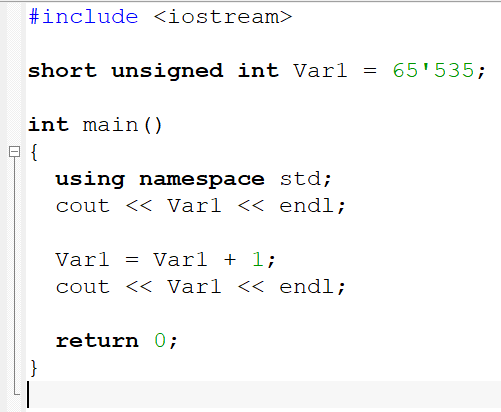 #include <iostream>
short unsigned int Var1 = 65'535;
int main()
{
using namespace std;
cout << Var1 << endl;
Var1 = Var1 + 1;
cout << Var1 << endl;
return 0;
}